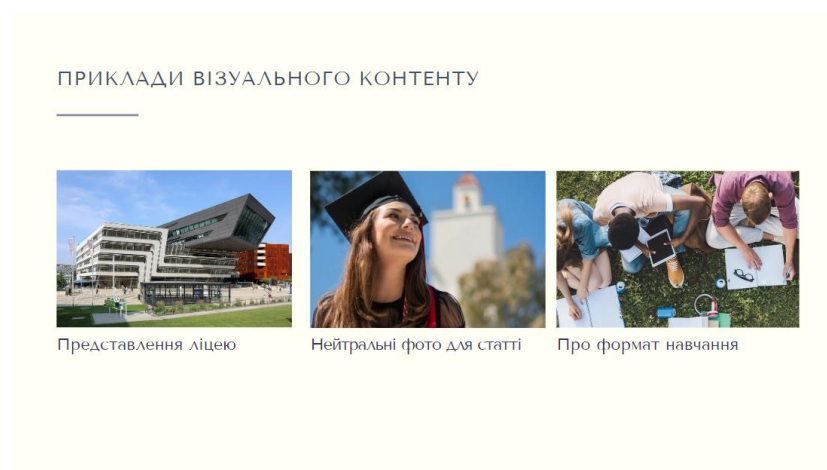 ПРИКЛАДИ ВІЗУАЛЬНОГО КОНТЕНТУ
Представлення ліцею
Нейтральні фото для статті
Про формат навчання